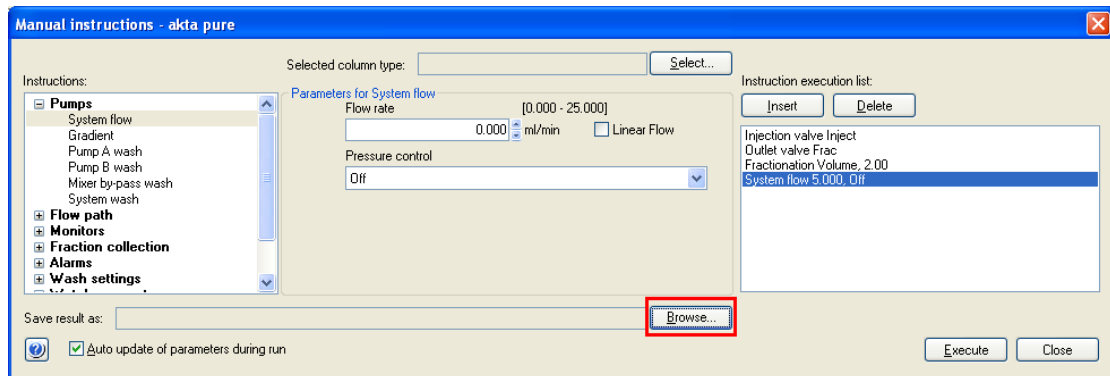 Manual instructions - akta pure
Selected column type:
Select...
Instructions:
Pumps
System flow
Gradient
Pump A wash
Pump B wash
Mixer by-pass wash
System wash
Flow path
Monitors
Fraction collection
Alarms
Wash settings
Parameters for System flow
Flow rate [0.000 - 25.000]
0.000 ml/min Linear Flow
Pressure control
Off
Instruction execution list:
Insert Delete
Injection valve Inject
Outlet valve Frac
Fractionation Volume, 2.00
System flow 5.000, Off
Save result as:
Browse...
Auto update of parameters during run
Execute Close